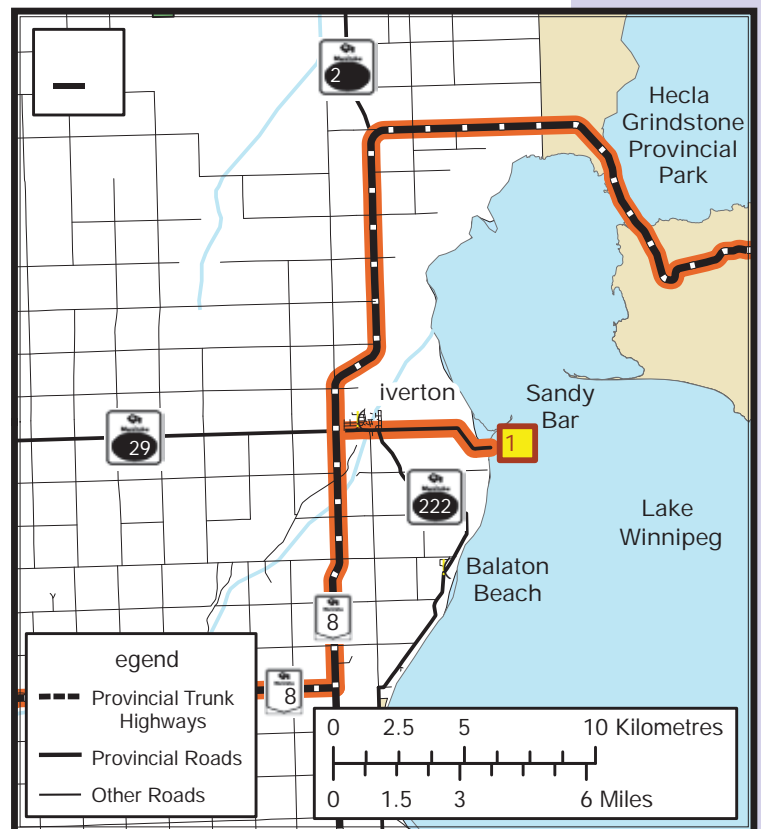 2
Hecla
Grindstone
Provincial
Park
iverton
Sandy
Bar
29
1
222
Lake
Winnipeg
Balaton
Beach
8
8
egend
Provincial Trunk
Highways
Provincial Roads
Other Roads
0 2.5 5 10 Kilometres
0 1.5 3 6 Miles